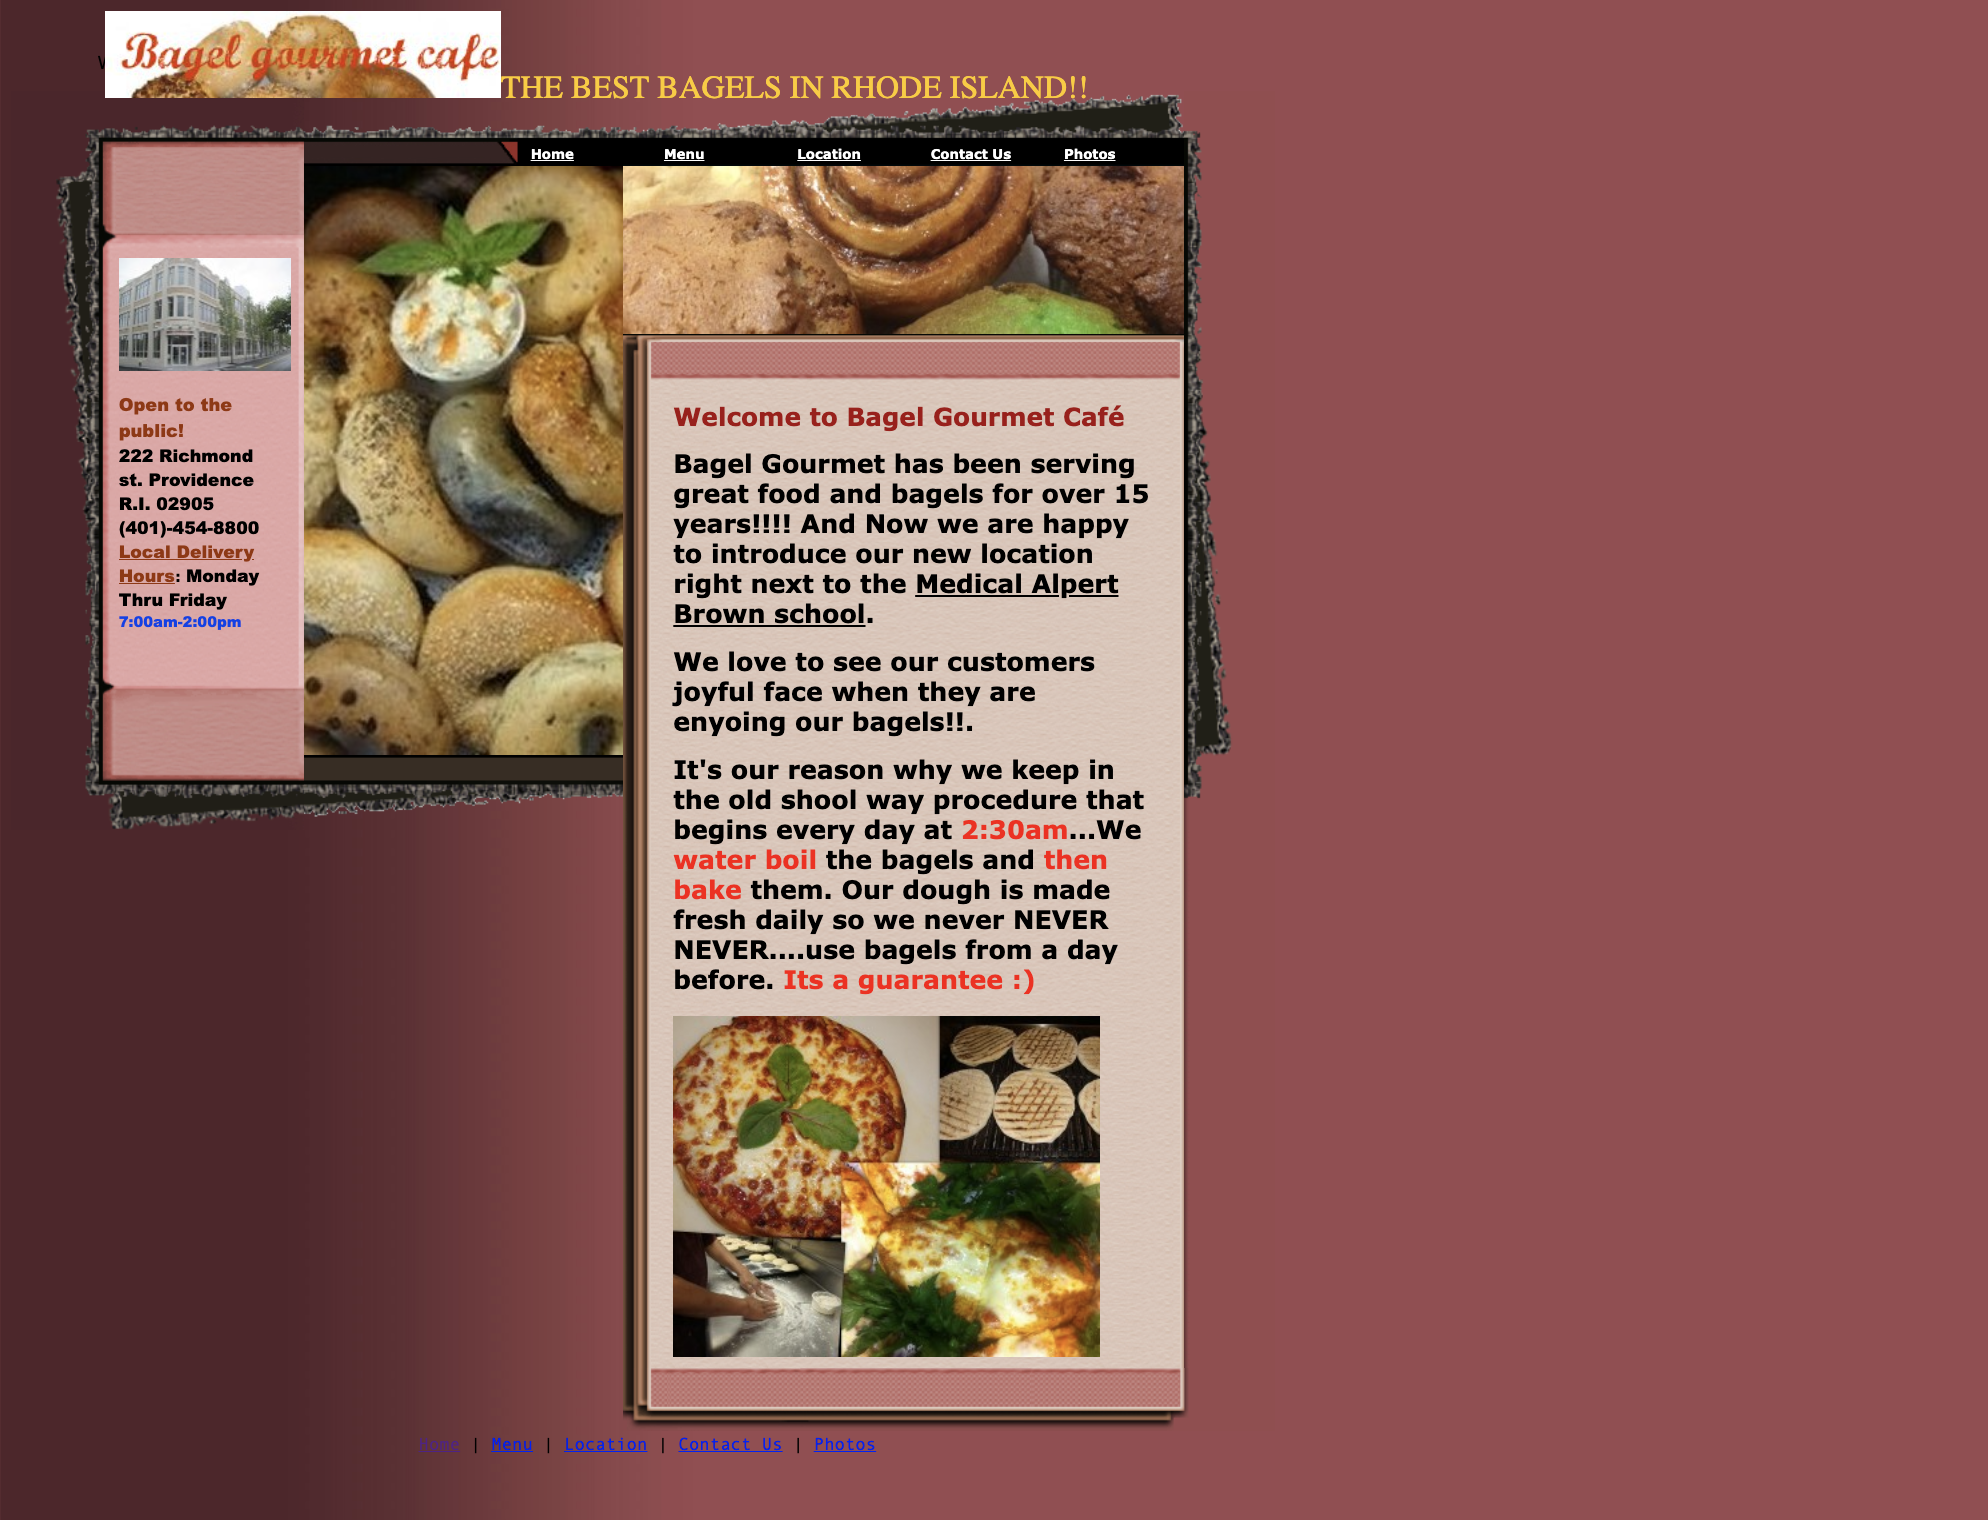 Bagel gourmet cafe
THE BEST BAGELS IN RHODE ISLAND!!
Home Menu Location Contact Us Photos
Open to the
public!
222 Richmond
st. Providence
R.I. 02905
(401)-454-8800
Local Delivery
Hours: Monday
Thru Friday
7:00am-2:00pm
Welcome to Bagel Gourmet Café
Bagel Gourmet has been serving
great food and bagels for over 15
years!!!! And Now we are happy
to introduce our new location
right next to the Medical Alpert
Brown school.
We love to see our customers
joyful face when they are
enyoing our bagels!!.
It's our reason why we keep in
the old shool way procedure that
begins every day at 2:30am...We
water boil the bagels and then
bake them. Our dough is made
fresh daily so we never NEVER
NEVER....use bagels from a day
before. Its a guarantee :)
Home | Menu | Location | Contact Us | Photos